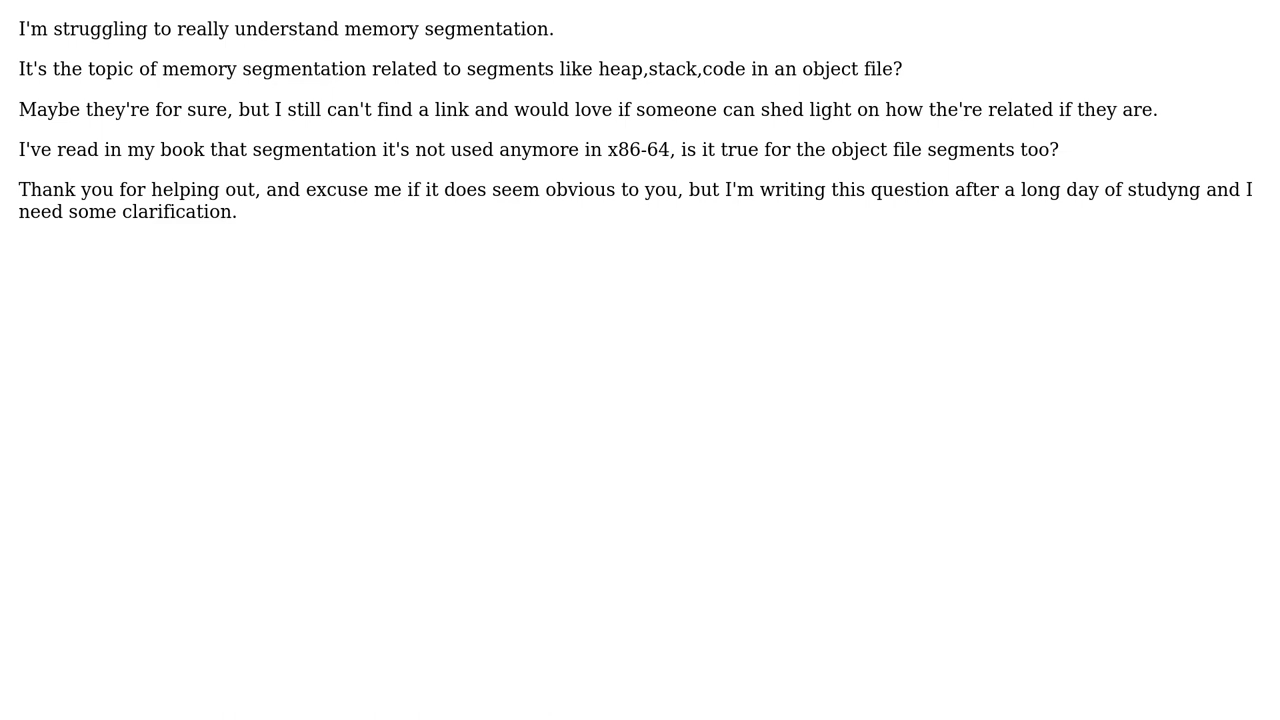 I'm struggling to really understand memory segmentation.
It's the topic of memory segmentation related to segments like heap,stack,code in an object file?
Maybe they're for sure, but I still can't find a link and would love if someone can shed light on how the're related if they are.
I've read in my book that segmentation it's not used anymore in x86-64, is it true for the object file segments too?
Thank you for helping out, and excuse me if it does seem obvious to you, but I'm writing this question after a long day of studyng and I
need some clarification.